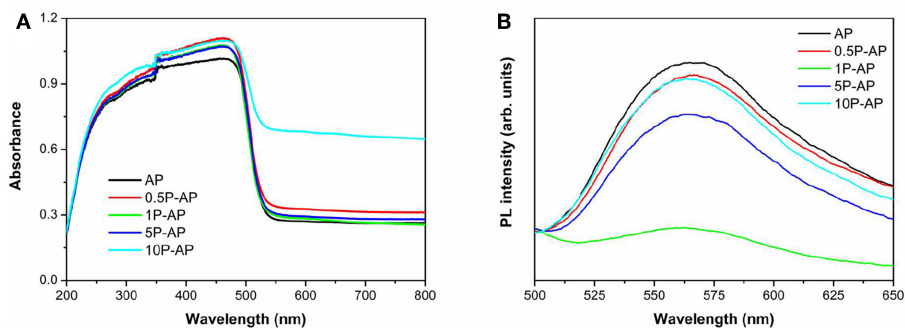 A
1.2
0.9
0.6
0.3
0.0
Absorbance
AP
0.5P-AP
1P-AP
5P-AP
10P-AP
200 300 400 500 600 700 800
Wavelength (nm)
B
PL intensity (arb. units)
AP
0.5P-AP
1P-AP
5P-AP
10P-AP
500 525 550 575 600 625 650
Wavelength (nm)